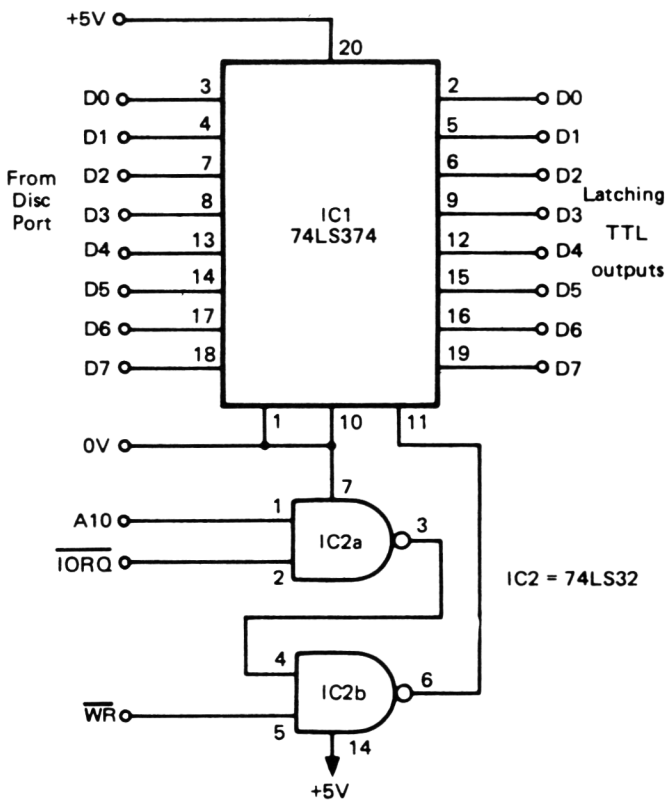 +5V
20
D0
3
2
D0
D1
4
5
D1
D2
7
6
D2
From
Disc
Port
D3
8
IC1
74LS374
9
D3
Latching
TTL
outputs
D4
13
12
D4
D5
14
15
D5
D6
17
16
D6
D7
18
19
D7
1
10
11
0V
7
A10
1
IC2a
3
IORQ
2
IC2 = 74LS32
4
IC2b
6
WR
5
14
+5V